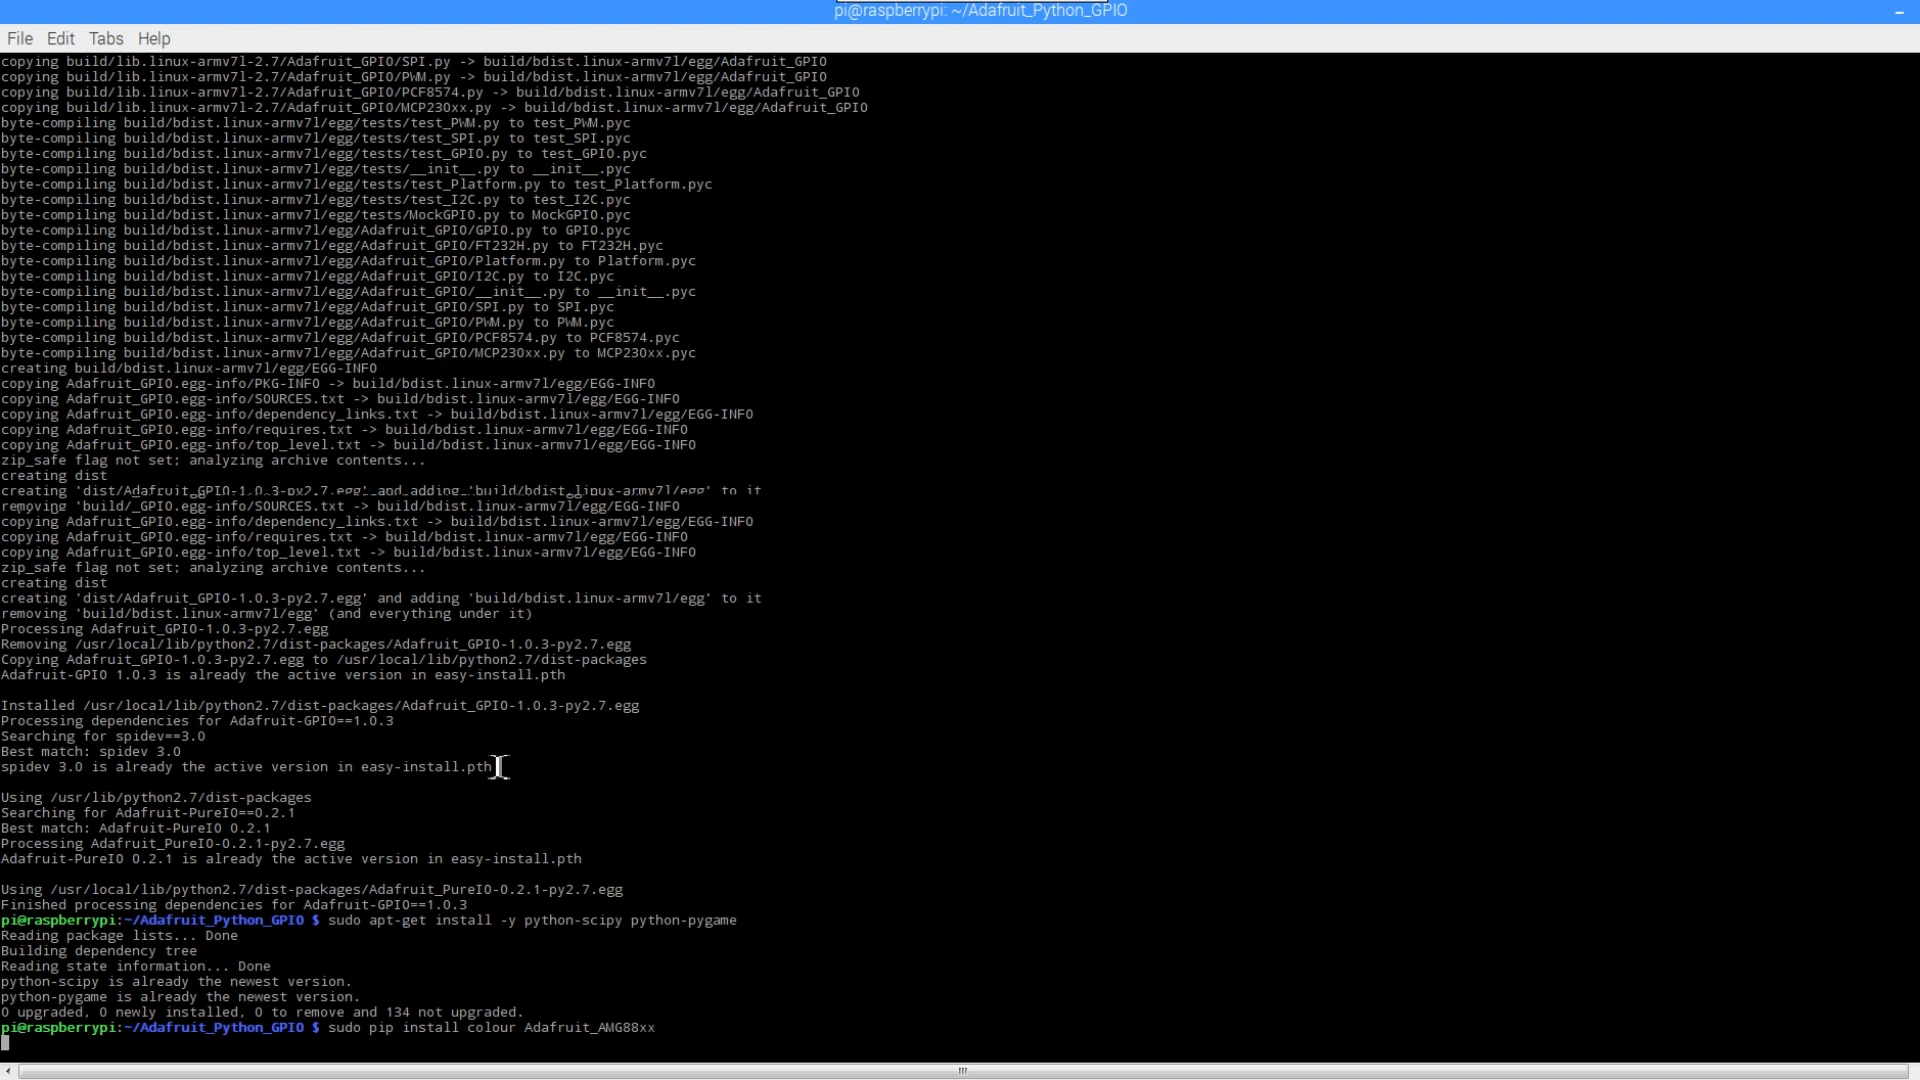 pi@raspberrypi: ~/Adafruit_Python_GPIO
File Edit Tabs Help
copying build/lib.linux-armv7l-2.7/Adafruit_GPIO/SPI.py -> build/bdist.linux-armv7l/egg/Adafruit_GPIO
copying build/lib.linux-armv7l-2.7/Adafruit_GPIO/PWM.py -> build/bdist.linux-armv7l/egg/Adafruit_GPIO
copying build/lib.linux-armv7l-2.7/Adafruit_GPIO/PCF8574.py -> build/bdist.linux-armv7l/egg/Adafruit_GPIO
copying build/lib.linux-armv7l-2.7/Adafruit_GPIO/MCP230xx.py -> build/bdist.linux-armv7l/egg/Adafruit_GPIO
byte-compiling build/bdist.linux-armv7l/egg/tests/test_PWM.py to test_PWM.pyc
byte-compiling build/bdist.linux-armv7l/egg/tests/test_SPI.py to test_SPI.pyc
byte-compiling build/bdist.linux-armv7l/egg/tests/test_GPIO.py to test_GPIO.pyc
byte-compiling build/bdist.linux-armv7l/egg/tests/__init__.py to __init__.pyc
byte-compiling build/bdist.linux-armv7l/egg/tests/test_Platform.py to test_Platform.pyc
byte-compiling build/bdist.linux-armv7l/egg/tests/test_I2C.py to test_I2C.pyc
byte-compiling build/bdist.linux-armv7l/egg/tests/MockGPIO.py to MockGPIO.pyc
byte-compiling build/bdist.linux-armv7l/egg/Adafruit_GPIO/GPIO.py to GPIO.pyc
byte-compiling build/bdist.linux-armv7l/egg/Adafruit_GPIO/FT232H.py to FT232H.pyc
byte-compiling build/bdist.linux-armv7l/egg/Adafruit_GPIO/Platform.py to Platform.pyc
byte-compiling build/bdist.linux-armv7l/egg/Adafruit_GPIO/I2C.py to I2C.pyc
byte-compiling build/bdist.linux-armv7l/egg/Adafruit_GPIO/__init__.py to __init__.pyc
byte-compiling build/bdist.linux-armv7l/egg/Adafruit_GPIO/SPI.py to SPI.pyc
byte-compiling build/bdist.linux-armv7l/egg/Adafruit_GPIO/PWM.py to PWM.pyc
byte-compiling build/bdist.linux-armv7l/egg/Adafruit_GPIO/PCF8574.py to PCF8574.pyc
byte-compiling build/bdist.linux-armv7l/egg/Adafruit_GPIO/MCP230xx.py to MCP230xx.pyc
creating build/bdist.linux-armv7l/egg/EGG-INFO
copying Adafruit_GPIO.egg-info/PKG-INFO -> build/bdist.linux-armv7l/egg/EGG-INFO
copying Adafruit_GPIO.egg-info/SOURCES.txt -> build/bdist.linux-armv7l/egg/EGG-INFO
copying Adafruit_GPIO.egg-info/dependency_links.txt -> build/bdist.linux-armv7l/egg/EGG-INFO
copying Adafruit_GPIO.egg-info/requires.txt -> build/bdist.linux-armv7l/egg/EGG-INFO
copying Adafruit_GPIO.egg-info/top_level.txt -> build/bdist.linux-armv7l/egg/EGG-INFO
zip_safe flag not set; analyzing archive contents...
creating dist
creating 'dist/Adafruit_GPIO-1.0.3-py2.7.egg' and adding 'build/bdist.linux-armv7l/egg' to it
removing 'build/_GPIO.egg-info/SOURCES.txt -> build/bdist.linux-armv7l/egg/EGG-INFO
copying Adafruit_GPIO.egg-info/dependency_links.txt -> build/bdist.linux-armv7l/egg/EGG-INFO
copying Adafruit_GPIO.egg-info/requires.txt -> build/bdist.linux-armv7l/egg/EGG-INFO
copying Adafruit_GPIO.egg-info/top_level.txt -> build/bdist.linux-armv7l/egg/EGG-INFO
zip_safe flag not set; analyzing archive contents...
creating dist
creating 'dist/Adafruit_GPIO-1.0.3-py2.7.egg' and adding 'build/bdist.linux-armv7l/egg' to it
removing 'build/bdist.linux-armv7l/egg' (and everything under it)
Processing Adafruit_GPIO-1.0.3-py2.7.egg
Removing /usr/local/lib/python2.7/dist-packages/Adafruit_GPIO-1.0.3-py2.7.egg
Copying Adafruit_GPIO-1.0.3-py2.7.egg to /usr/local/lib/python2.7/dist-packages
Adafruit-GPIO 1.0.3 is already the active version in easy-install.pth
Installed /usr/local/lib/python2.7/dist-packages/Adafruit_GPIO-1.0.3-py2.7.egg
Processing dependencies for Adafruit-GPIO==1.0.3
Searching for spidev==3.0
Best match: spidev 3.0
spidev 3.0 is already the active version in easy-install.pth
Using /usr/lib/python2.7/dist-packages
Searching for Adafruit-PureIO==0.2.1
Best match: Adafruit-PureIO 0.2.1
Processing Adafruit_PureIO-0.2.1-py2.7.egg
Adafruit-PureIO 0.2.1 is already the active version in easy-install.pth
Using /usr/local/lib/python2.7/dist-packages/Adafruit_PureIO-0.2.1-py2.7.egg
Finished processing dependencies for Adafruit-GPIO==1.0.3
pi@raspberrypi:~/Adafruit_Python_GPIO $ sudo apt-get install -y python-scipy python-pygame
Reading package lists... Done
Building dependency tree
Reading state information... Done
python-scipy is already the newest version.
python-pygame is already the newest version.
0 upgraded, 0 newly installed, 0 to remove and 134 not upgraded.
pi@raspberrypi:~/Adafruit_Python_GPIO $ sudo pip install colour Adafruit_AMG88xx